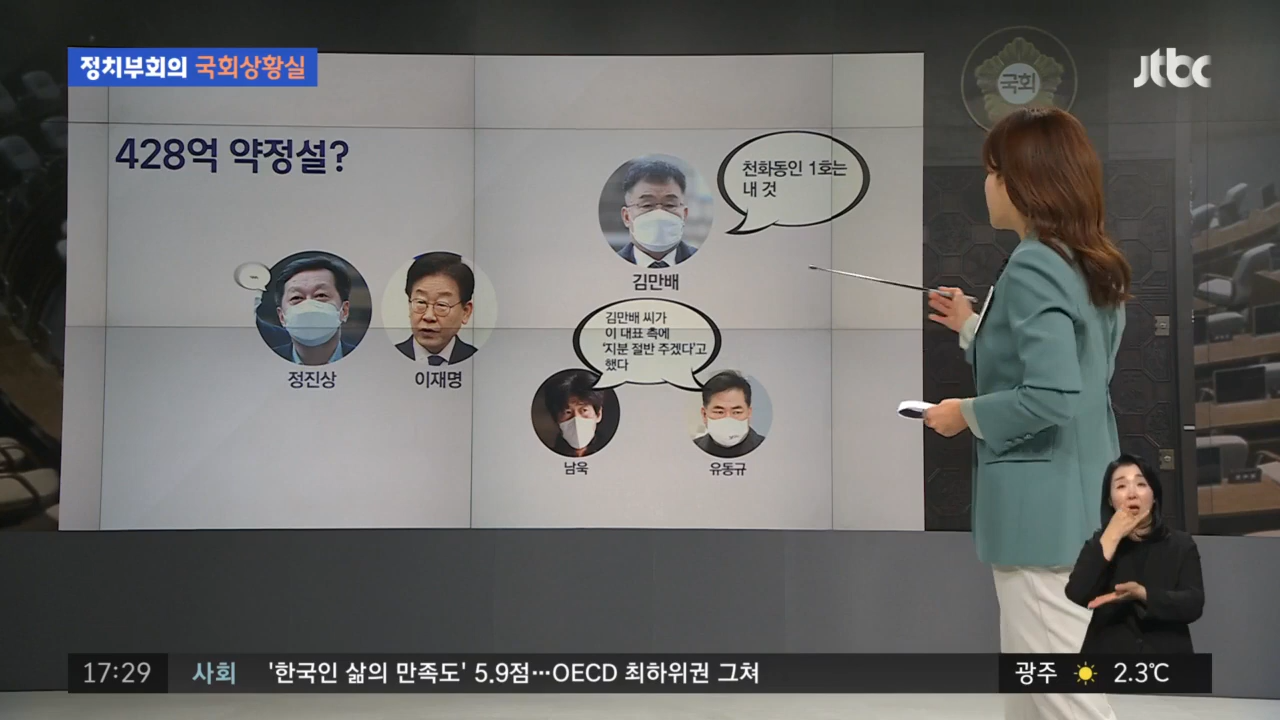 정치부회의 국회상황실
jtbc
국회
428억 약정설?
천화동인 1호는
내 것
김만배
김만배 씨가
이 대표 측에
'지분 절반 주겠다'고
했다
정진상
이재명
남욱
유동규
17:29 사회 '한국인 삶의 만족도' 5.9점…OECD 최하위권 그쳐 광주 2.3℃